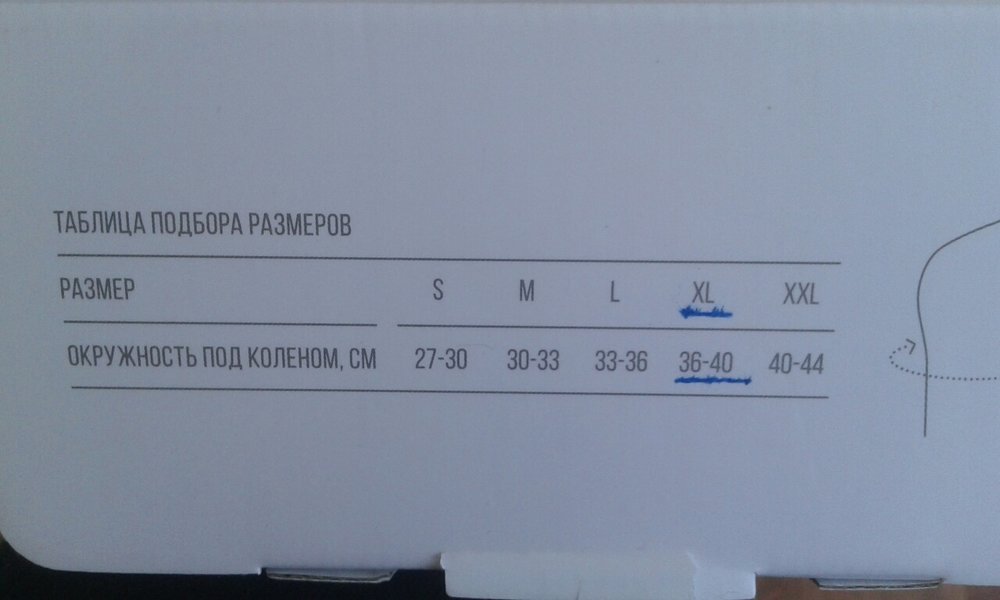 ТАБЛИЦА ПОДБОРА РАЗМЕРОВ
РАЗМЕР S M L XL XXL
ОКРУЖНОСТЬ ПОД КОЛЕНОМ, СМ 27-30 30-33 33-36 36-40 40-44